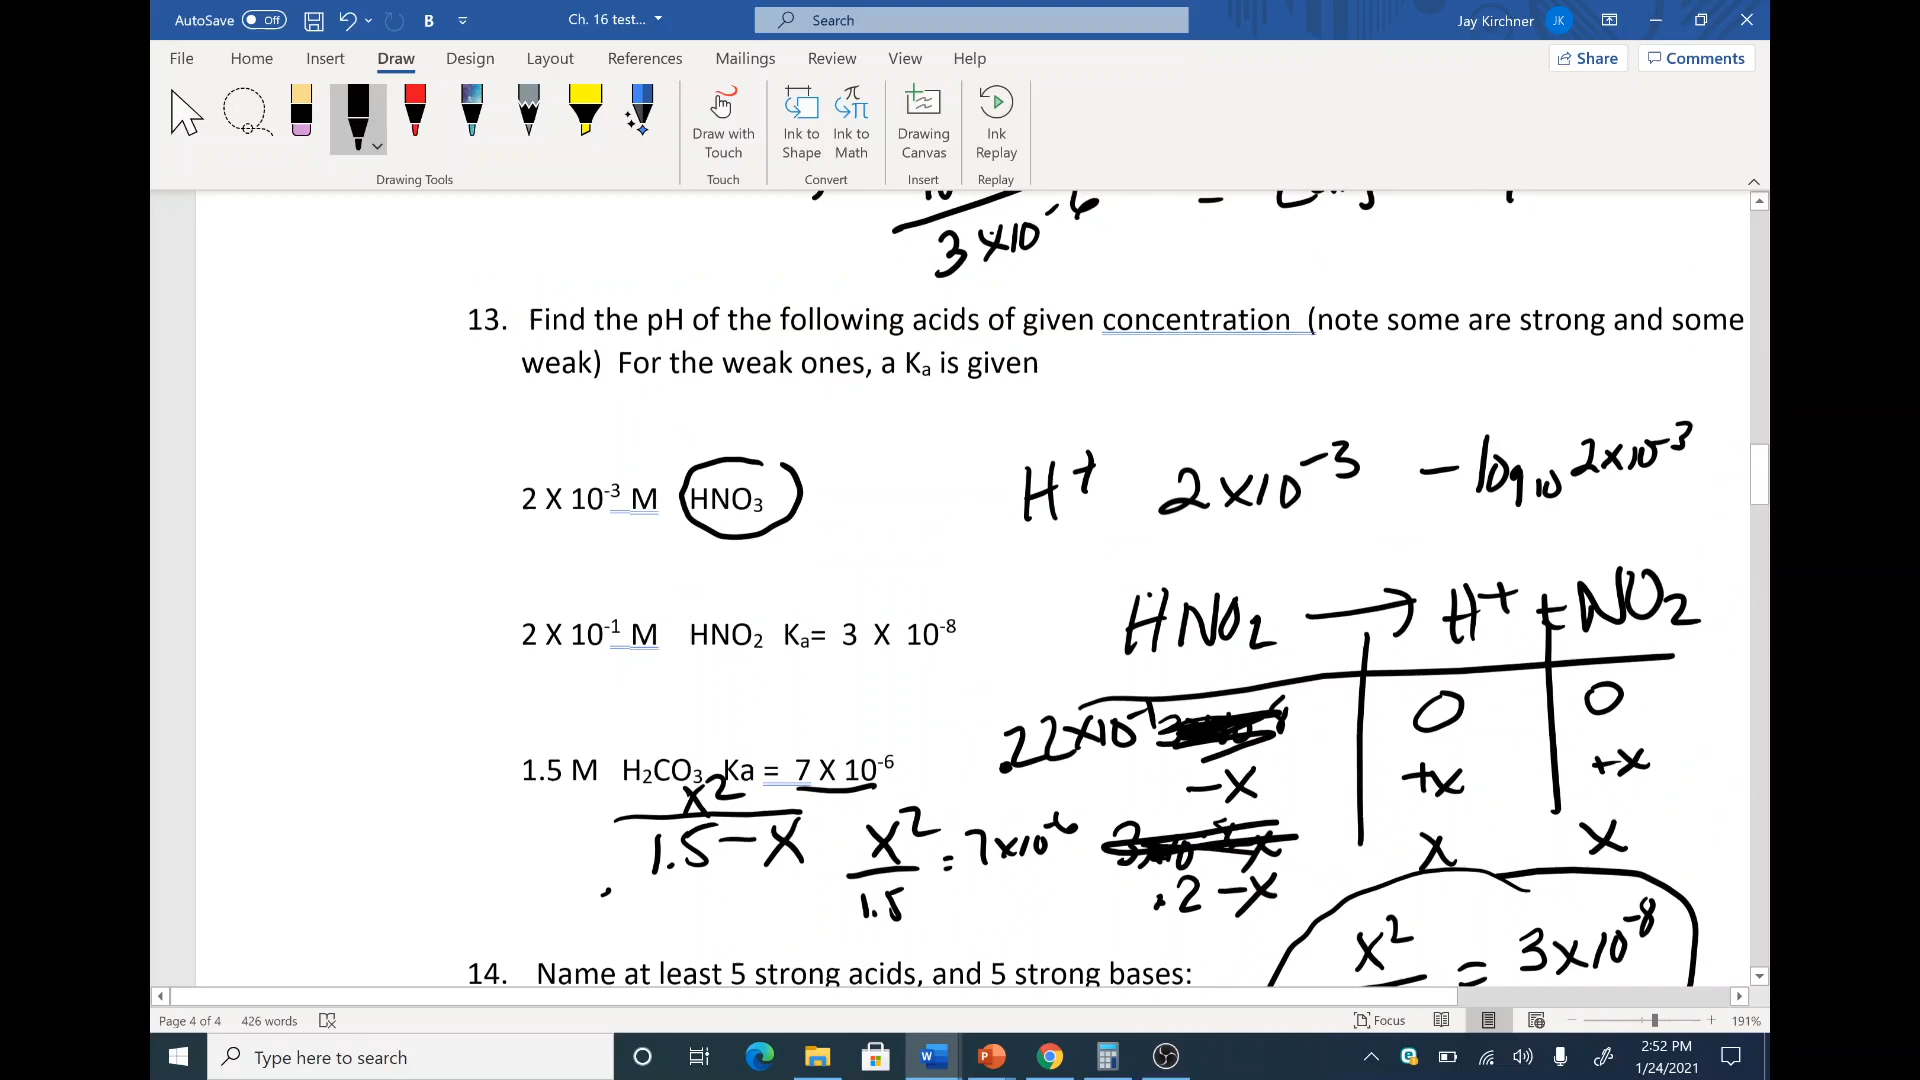 AutoSave Off B Ch. 16 test... Search Jay Kirchner JK
File Home Insert Draw Design Layout References Mailings Review View Help Share Comments
Draw with Touch Ink to Shape Ink to Math Drawing Canvas Ink Replay
Drawing Tools Touch Convert Insert Replay
3 x10
13. Find the pH of the following acids of given concentration (note some are strong and some
weak) For the weak ones, a Ka is given
2 X 10-3 M HNO3 H+ 2 x10-3 -log10 2x10-3
HNO2 → H+ + NO2
2 X 10-1 M HNO2 Ka= 3 X 10-8
.22x10-1 0 0
1.5 M H2CO3 Ka = 7 X 10-6 -x +x +x
x2
1.5 - x x2 = 7x10-6 x x
1.5 .2 - x
x2 = 3x10-8
14. Name at least 5 strong acids, and 5 strong bases:
Page 4 of 4 426 words Focus 191%
Type here to search 2:52 PM
1/24/2021